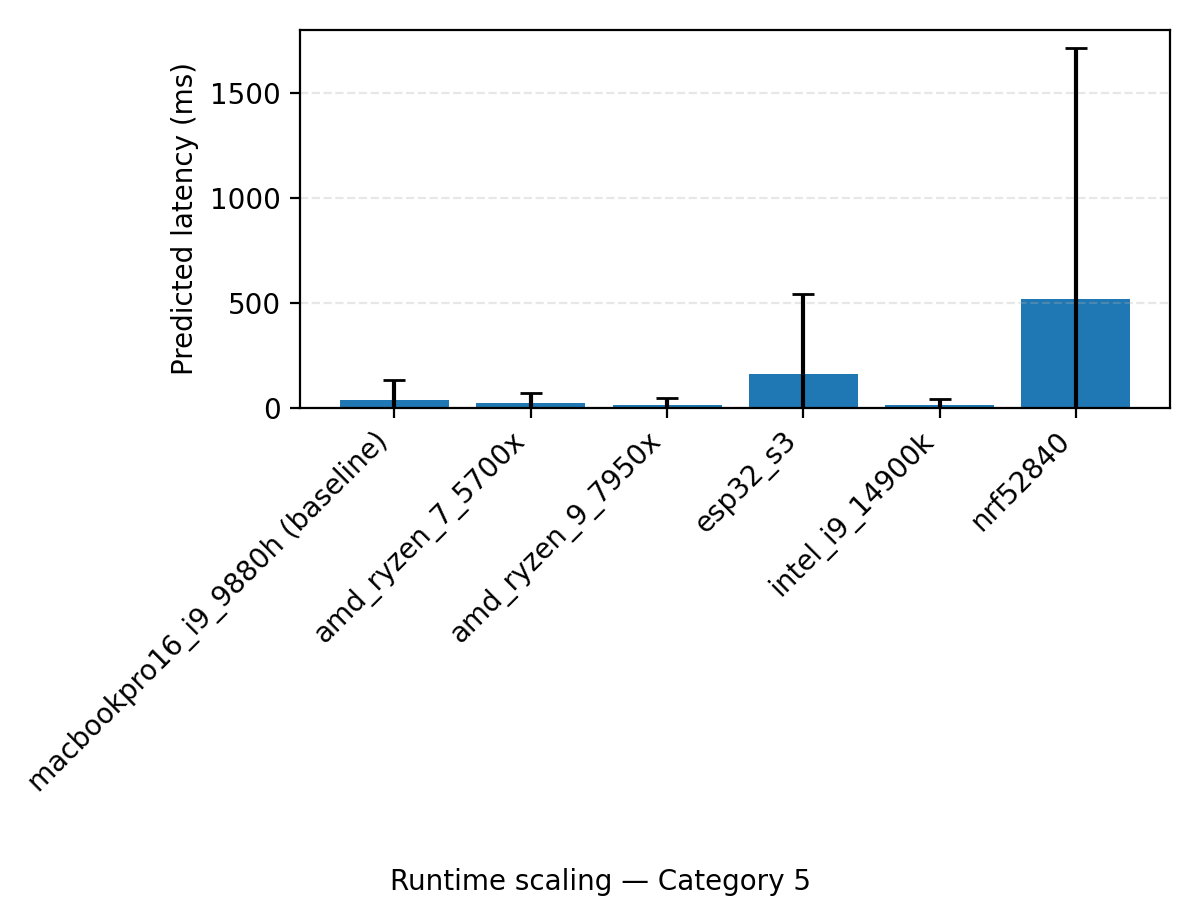 Predicted latency (ms)
1500
1000
500
0
macbookpro16_i9_9880h (baseline)
amd_ryzen_7_5700x
amd_ryzen_9_7950x
esp32_s3
intel_i9_14900k
nrf52840
Runtime scaling — Category 5